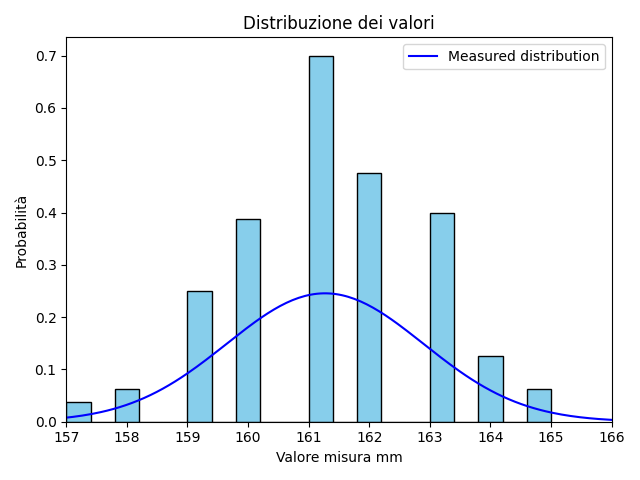 Distribuzione dei valori
Measured distribution
Probabilità
0.7
0.6
0.5
0.4
0.3
0.2
0.1
0.0
157 158 159 160 161 162 163 164 165 166
Valore misura mm